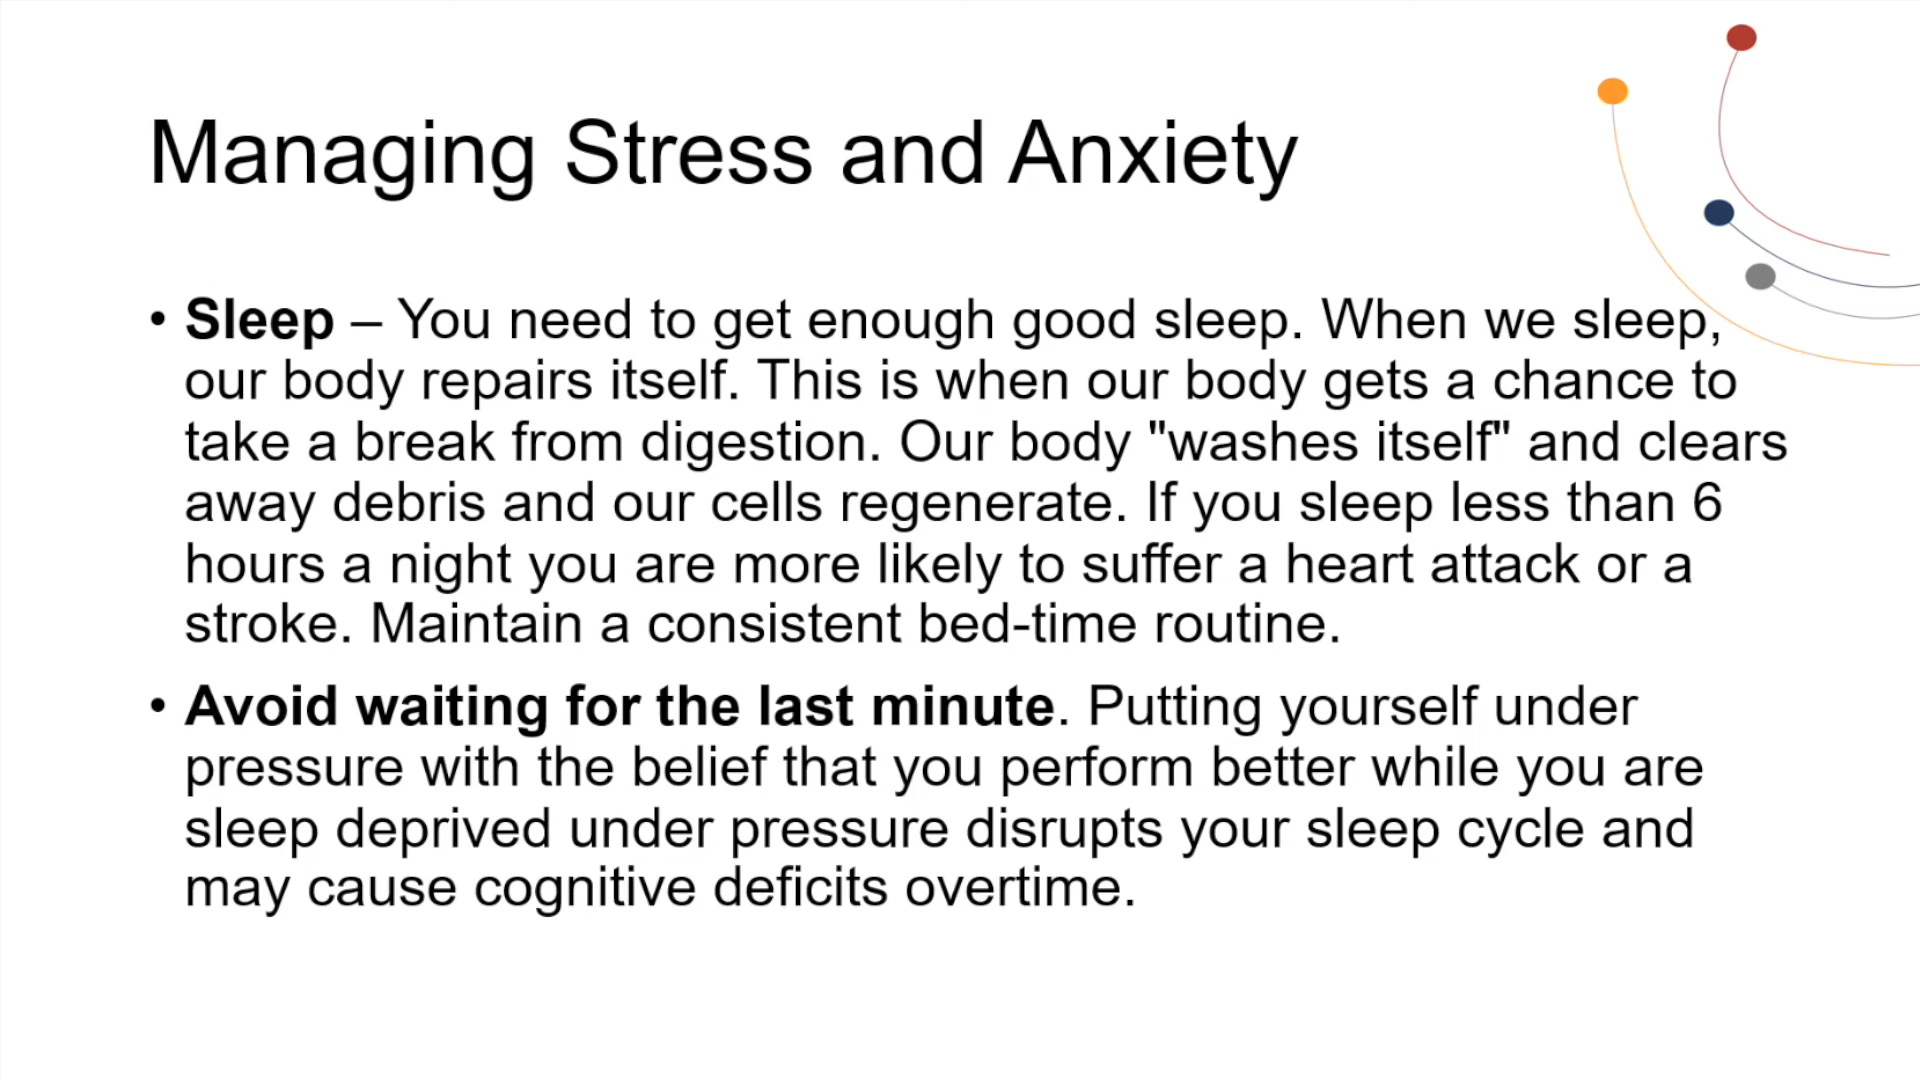 Managing Stress and Anxiety
• Sleep – You need to get enough good sleep. When we sleep,
our body repairs itself. This is when our body gets a chance to
take a break from digestion. Our body "washes itself" and clears
away debris and our cells regenerate. If you sleep less than 6
hours a night you are more likely to suffer a heart attack or a
stroke. Maintain a consistent bed-time routine.
• Avoid waiting for the last minute. Putting yourself under
pressure with the belief that you perform better while you are
sleep deprived under pressure disrupts your sleep cycle and
may cause cognitive deficits overtime.